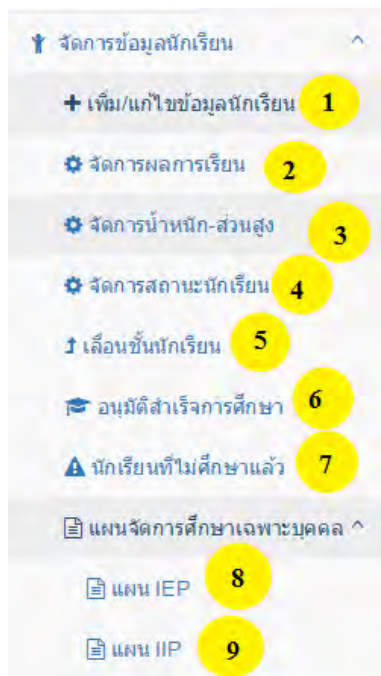 จัดการข้อมูลนักเรียน
เพิ่ม/แก้ไขข้อมูลนักเรียน 1
จัดการผลการเรียน 2
จัดการน้ำหนัก-ส่วนสูง 3
จัดการสถานะนักเรียน 4
เลื่อนชั้นนักเรียน 5
อนุมัติสำเร็จการศึกษา 6
นักเรียนที่ไม่ศึกษาแล้ว 7
แผนจัดการศึกษาเฉพาะบุคคล
แผน IEP 8
แผน IIP 9